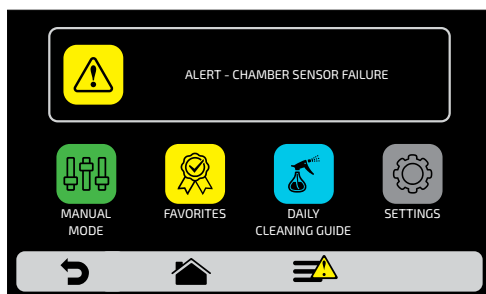 ALERT - CHAMBER SENSOR FAILURE
MANUAL
MODE
FAVORITES
DAILY
CLEANING GUIDE
SETTINGS